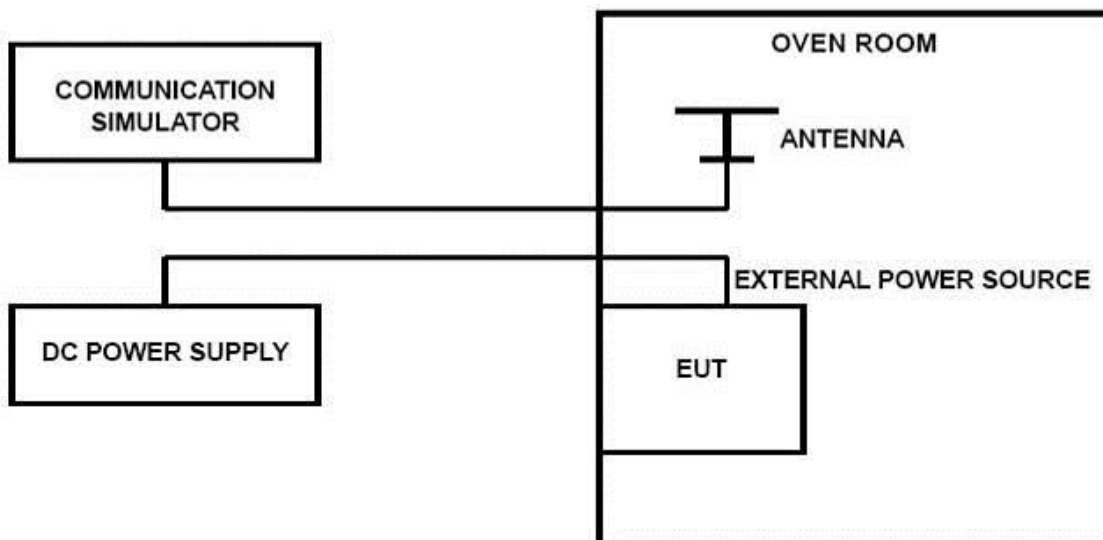 OVEN ROOM
COMMUNICATION
SIMULATOR
ANTENNA
EXTERNAL POWER SOURCE
DC POWER SUPPLY
EUT